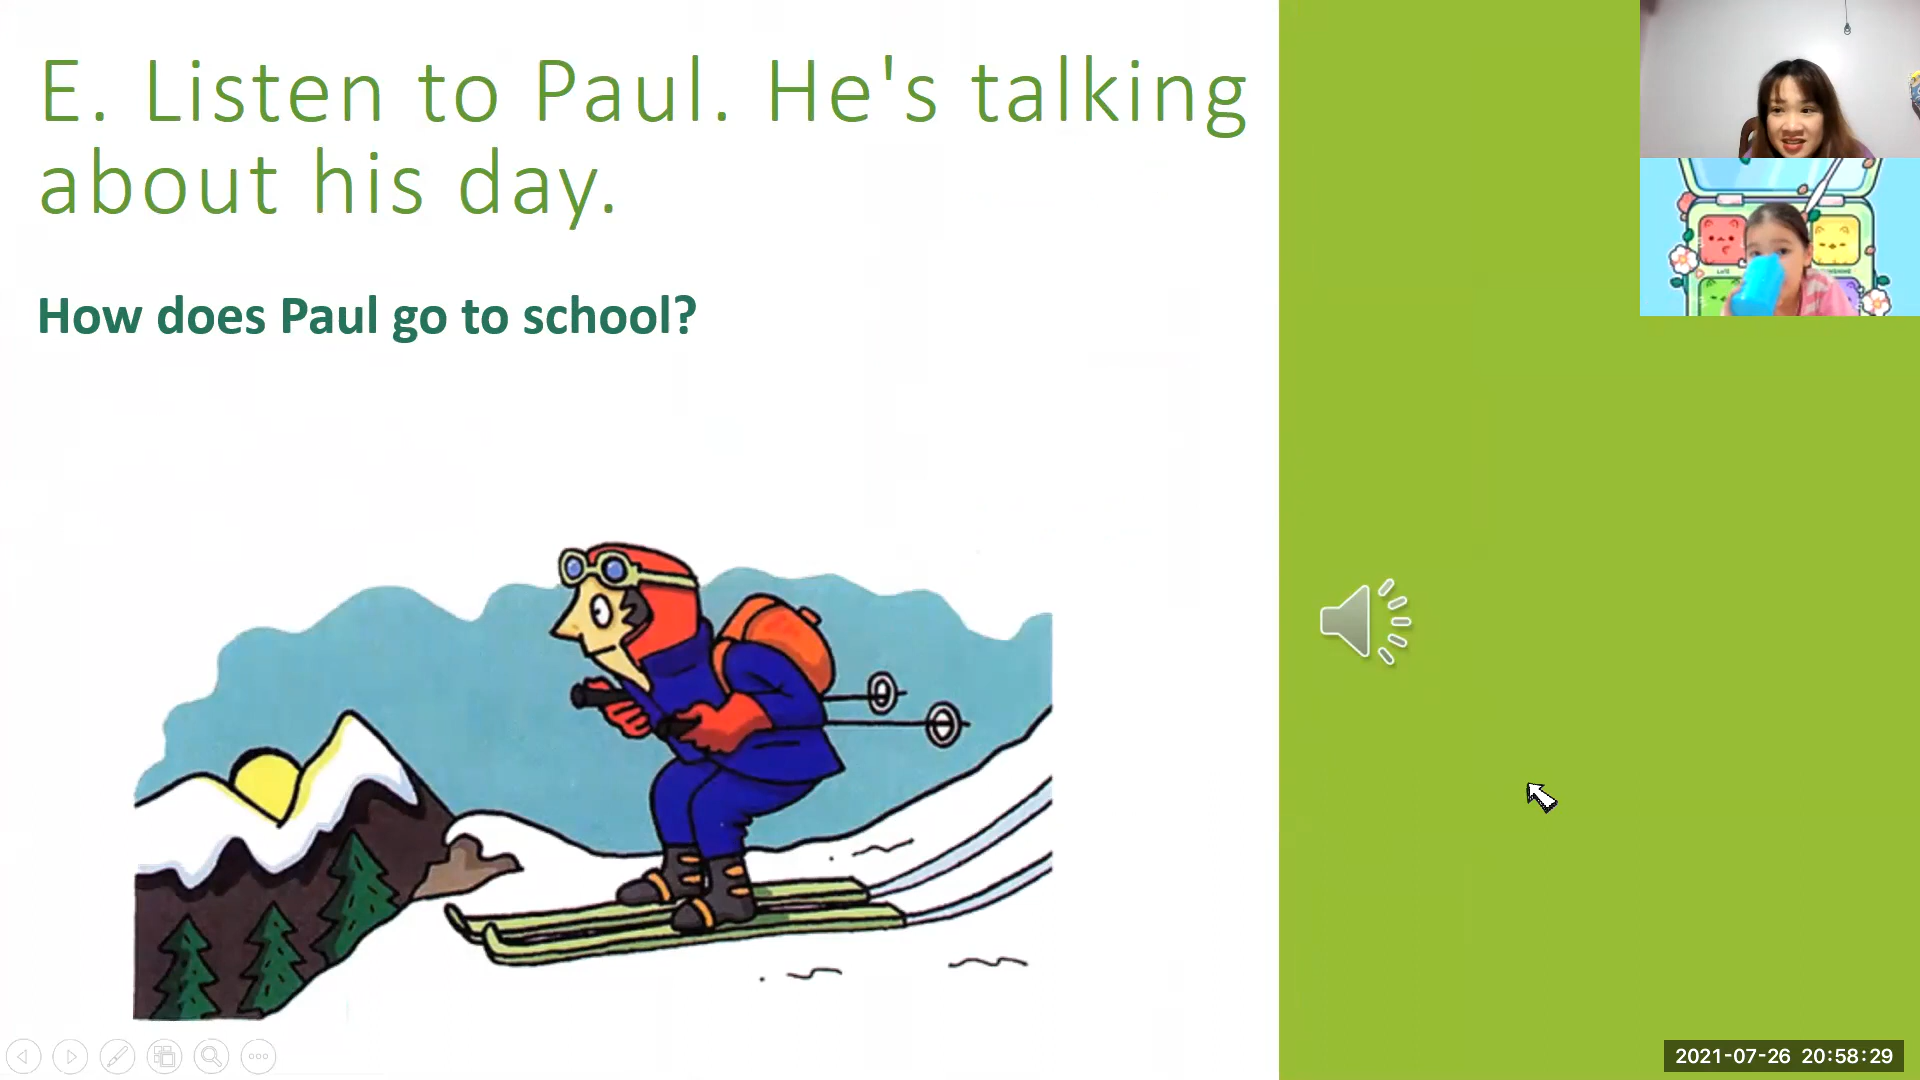 E. Listen to Paul. He's talking
about his day.
How does Paul go to school?
2021-07-26 20:58:29